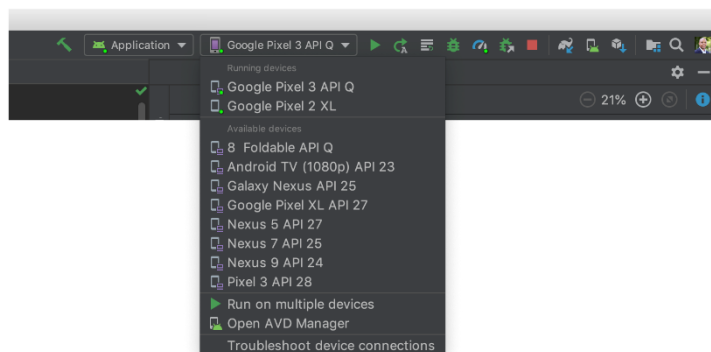 Application
Google Pixel 3 API Q
Running devices
Google Pixel 3 API Q
Google Pixel 2 XL
21%
Available devices
8 Foldable API Q
Android TV (1080p) API 23
Galaxy Nexus API 25
Google Pixel XL API 27
Nexus 5 API 27
Nexus 7 API 25
Nexus 9 API 24
Pixel 3 API 28
Run on multiple devices
Open AVD Manager
Troubleshoot device connections